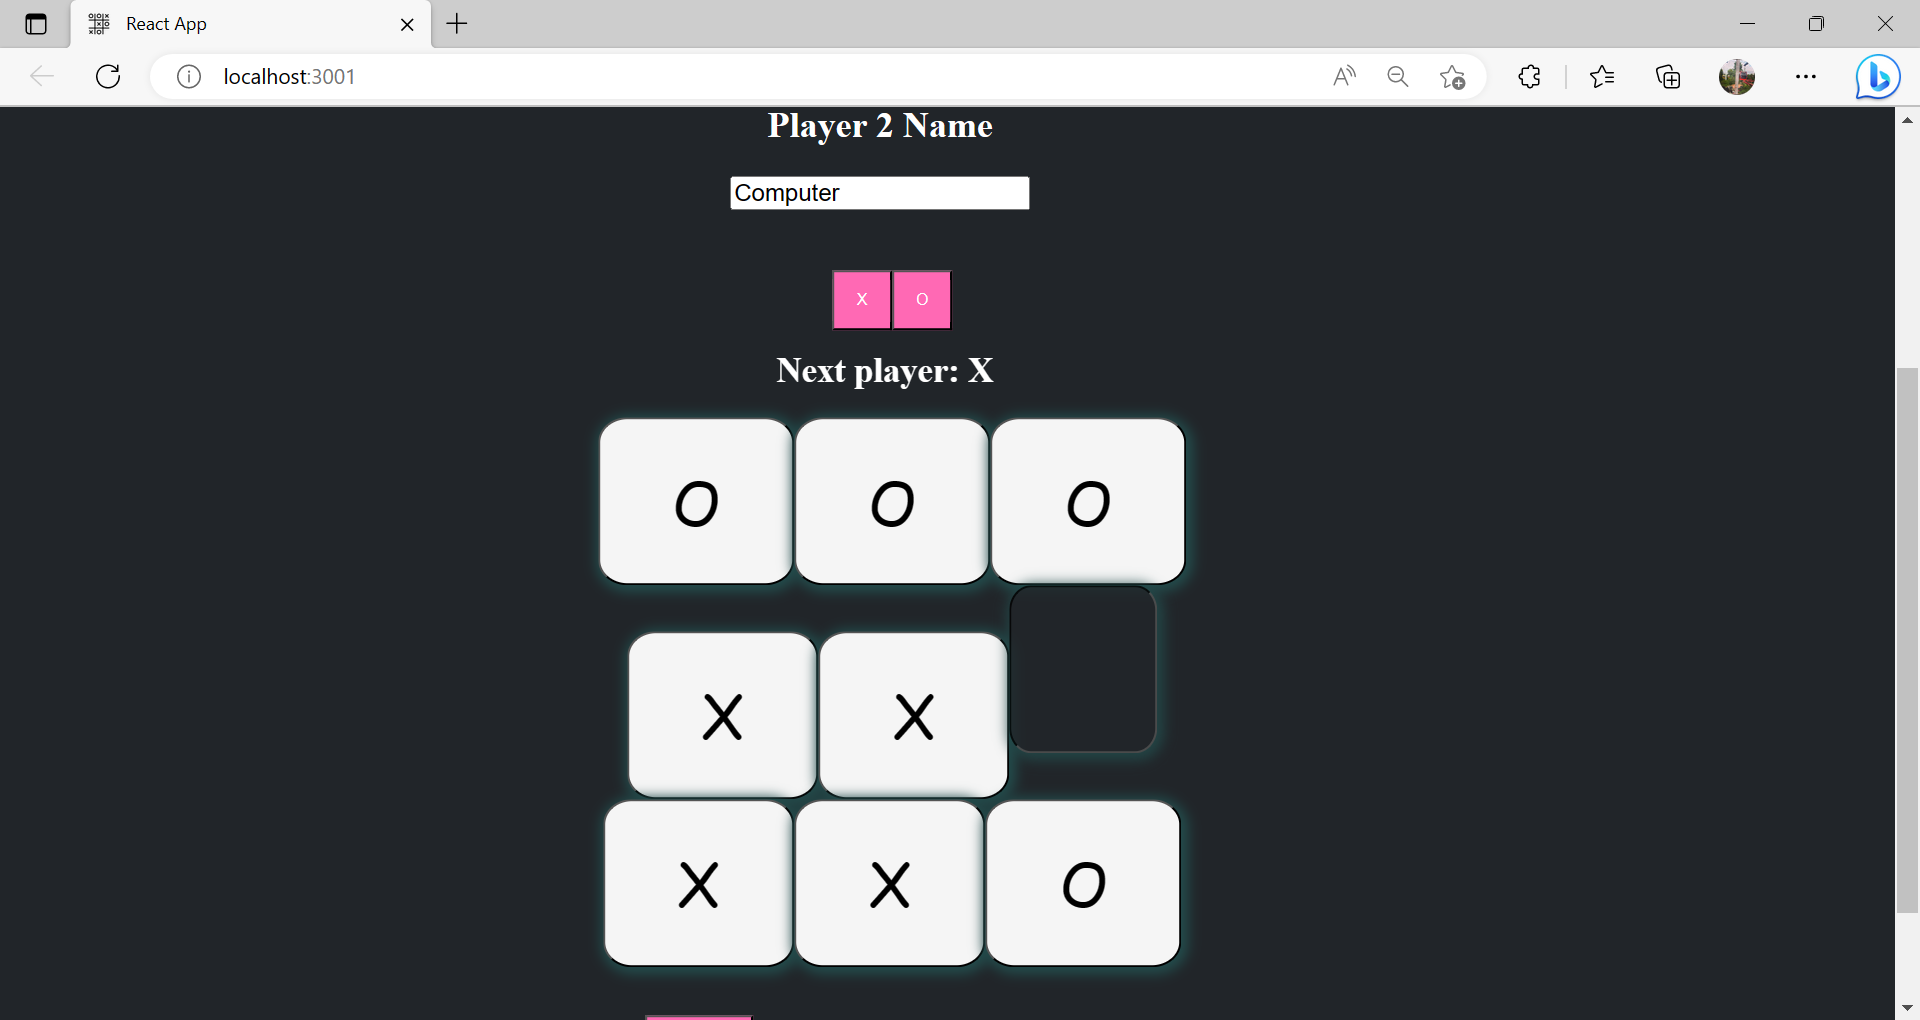 React App
localhost:3001
Player 2 Name
Computer
X O
Next player: X
O O O
X X
X X O